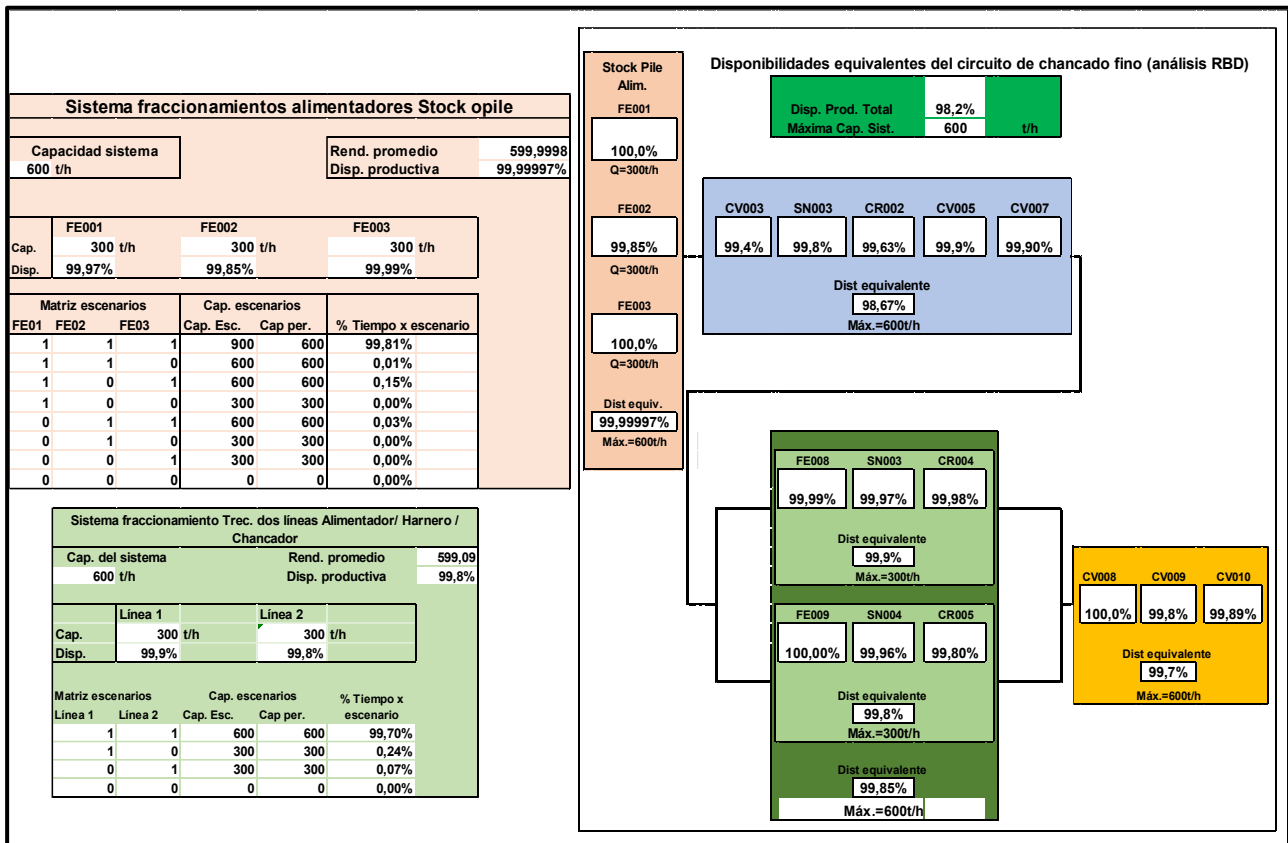 Sistema fraccionamientos alimentadores Stock opile
Capacidad sistema
600 t/h
Rend. promedio 599,9998
Disp. productiva 99,99997%
FE001 FE002 FE003
Cap. 300 t/h 300 t/h 300 t/h
Disp. 99,97% 99,85% 99,99%
Matriz escenarios Cap. escenarios
FE01 FE02 FE03 Cap. Esc. Cap per. % Tiempo x escenario
1 1 1 900 600 99,81%
1 1 0 600 600 0,01%
1 0 1 600 600 0,15%
1 0 0 300 300 0,00%
0 1 1 600 600 0,03%
0 1 0 300 300 0,00%
0 0 1 300 300 0,00%
0 0 0 0 0 0,00%
Sistema fraccionamiento Trec. dos líneas Alimentador/ Harnero /
Chancador
Cap. del sistema Rend. promedio 599,09
600 t/h Disp. productiva 99,8%
Línea 1 Línea 2
Cap. 300 t/h 300 t/h
Disp. 99,9% 99,8%
Matriz escenarios Cap. escenarios % Tiempo x
Línea 1 Línea 2 Cap. Esc. Cap per. escenario
1 1 600 600 99,70%
1 0 300 300 0,24%
0 1 300 300 0,07%
0 0 0 0 0,00%
Stock Pile
Alim.
FE001
100,0%
Q=300t/h
FE002
99,85%
Q=300t/h
FE003
100,0%
Q=300t/h
Dist equiv.
99,99997%
Máx.=600t/h
Disponibilidades equivalentes del circuito de chancado fino (análisis RBD)
Disp. Prod. Total 98,2%
Máxima Cap. Sist. 600 t/h
CV003 SN003 CR002 CV005 CV007
99,4% 99,8% 99,63% 99,9% 99,90%
Dist equivalente
98,67%
Máx.=600t/h
FE008 SN003 CR004
99,99% 99,97% 99,98%
Dist equivalente
99,9%
Máx.=300t/h
FE009 SN004 CR005
100,00% 99,96% 99,80%
Dist equivalente
99,8%
Máx.=300t/h
Dist equivalente
99,85%
Máx.=600t/h
CV008 CV009 CV010
100,0% 99,8% 99,89%
Dist equivalente
99,7%
Máx.=600t/h